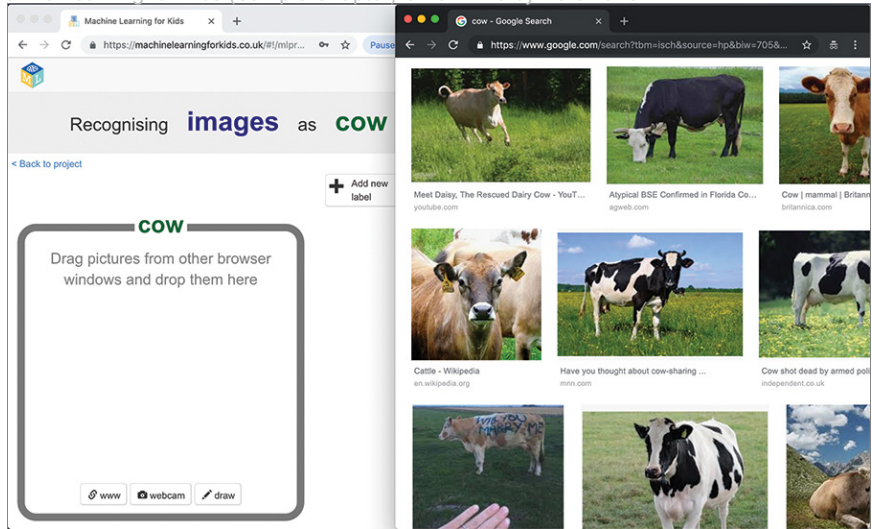 Machine Learning for Kids
https://machinelearningforkids.co.uk/#!/mlpr...
Pause
Recognising images as cow
< Back to project
Add new
label
cow
Drag pictures from other browser
windows and drop them here
www
webcam
draw
cow - Google Search
https://www.google.com/search?tbm=isch&source=hp&biw=705&...
Meet Daisy, The Rescued Dairy Cow - YouT...
youtube.com
Atypical BSE Confirmed in Florida Co...
agweb.com
Cow | mammal | Britann
britannica.com
Cattle - Wikipedia
en.wikipedia.org
Have you thought about cow-sharing ...
mnn.com
Cow shot dead by armed poli
independent.co.uk
WILL YOU
MARRY ME